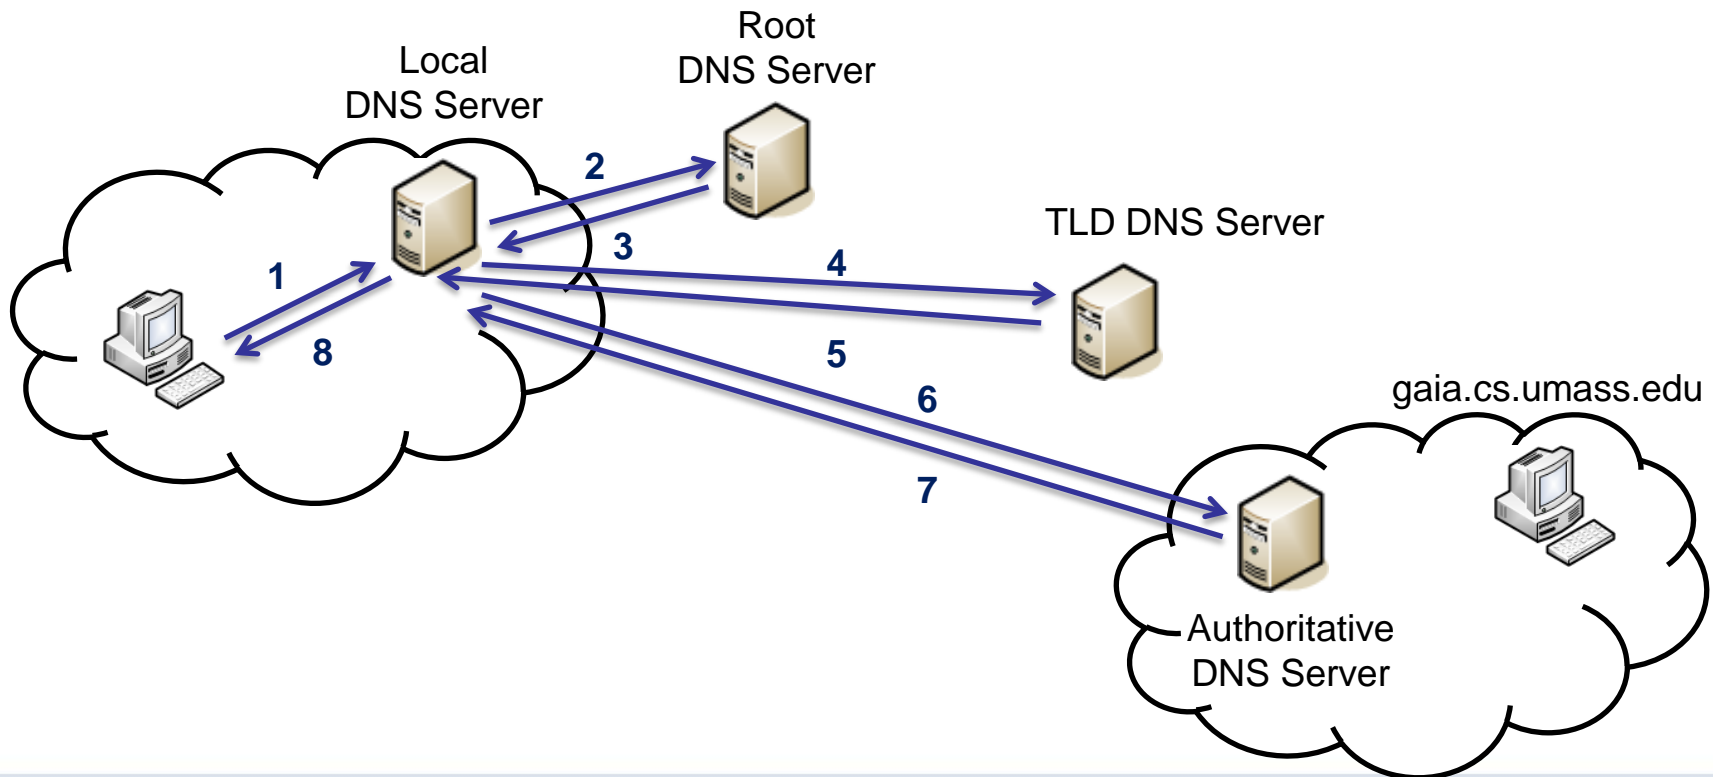 Root
DNS Server
Local
DNS Server
2
TLD DNS Server
3
4
1
8
5
gaia.cs.umass.edu
6
7
Authoritative
DNS Server